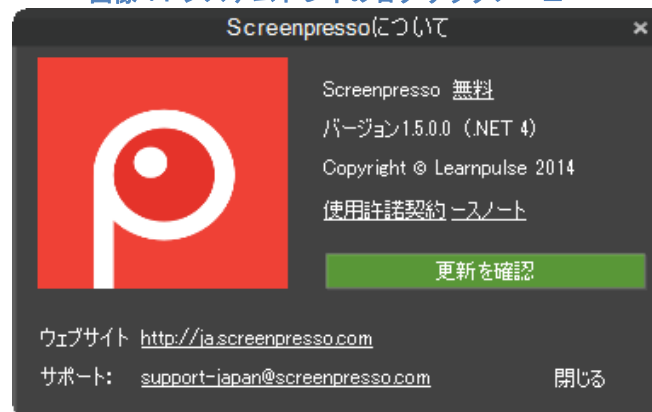 Screenpressoについて
Screenpresso 無料
バージョン1.5.0.0 (.NET 4)
Copyright © Learnpulse 2014
使用許諾契約 ースノート
更新を確認
ウェブサイト http://ja.screenpresso.com
サポート: support-japan@screenpresso.com 閉じる